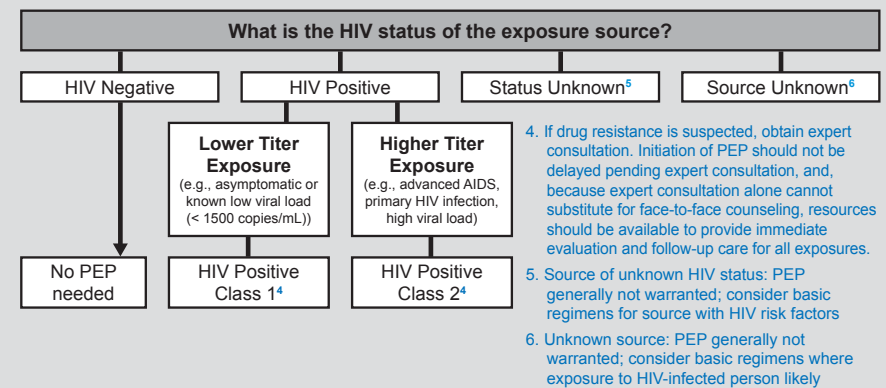 What is the HIV status of the exposure source?
HIV Negative
HIV Positive
Status Unknown5
Source Unknown6
Lower Titer
Exposure
(e.g., asymptomatic or
known low viral load
(< 1500 copies/mL))
Higher Titer
Exposure
(e.g., advanced AIDS,
primary HIV infection,
high viral load)
No PEP
needed
HIV Positive
Class 14
HIV Positive
Class 24
4. If drug resistance is suspected, obtain expert
consultation. Initiation of PEP should not be
delayed pending expert consultation, and,
because expert consultation alone cannot
substitute for face-to-face counseling, resources
should be available to provide immediate
evaluation and follow-up care for all exposures.
5. Source of unknown HIV status: PEP
generally not warranted; consider basic
regimens for source with HIV risk factors
6. Unknown source: PEP generally not
warranted; consider basic regimens where
exposure to HIV-infected person likely